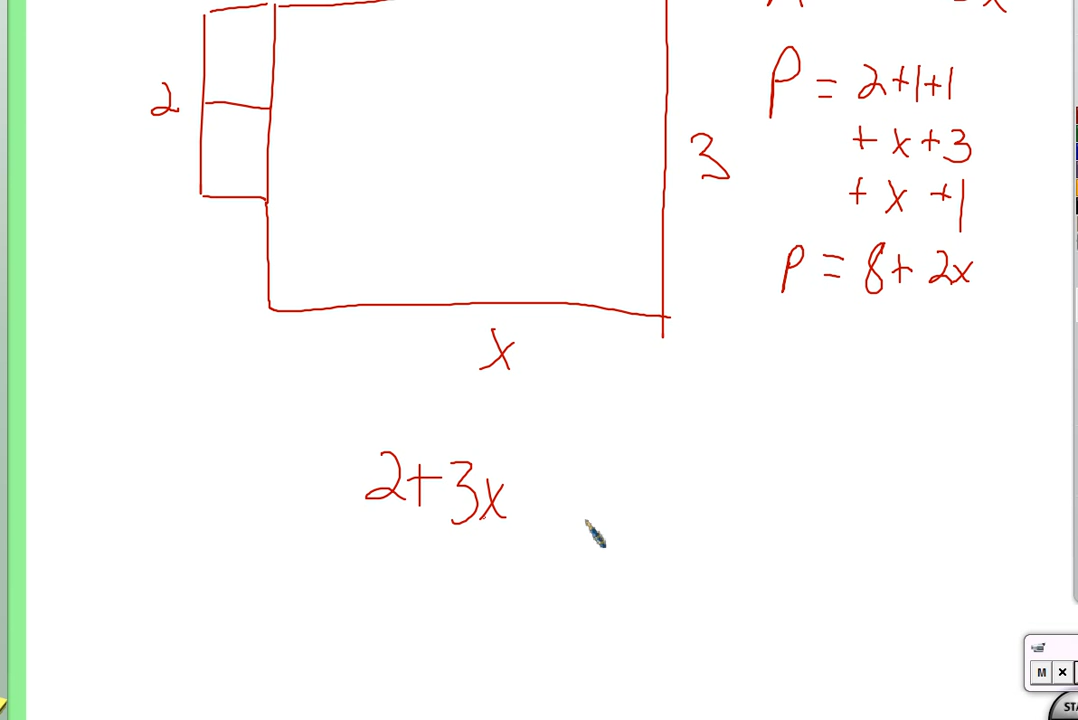 2
3
x
P = 2+1+1
+ x + 3
+ x + 1
P = 8 + 2x
2+3x
M
x